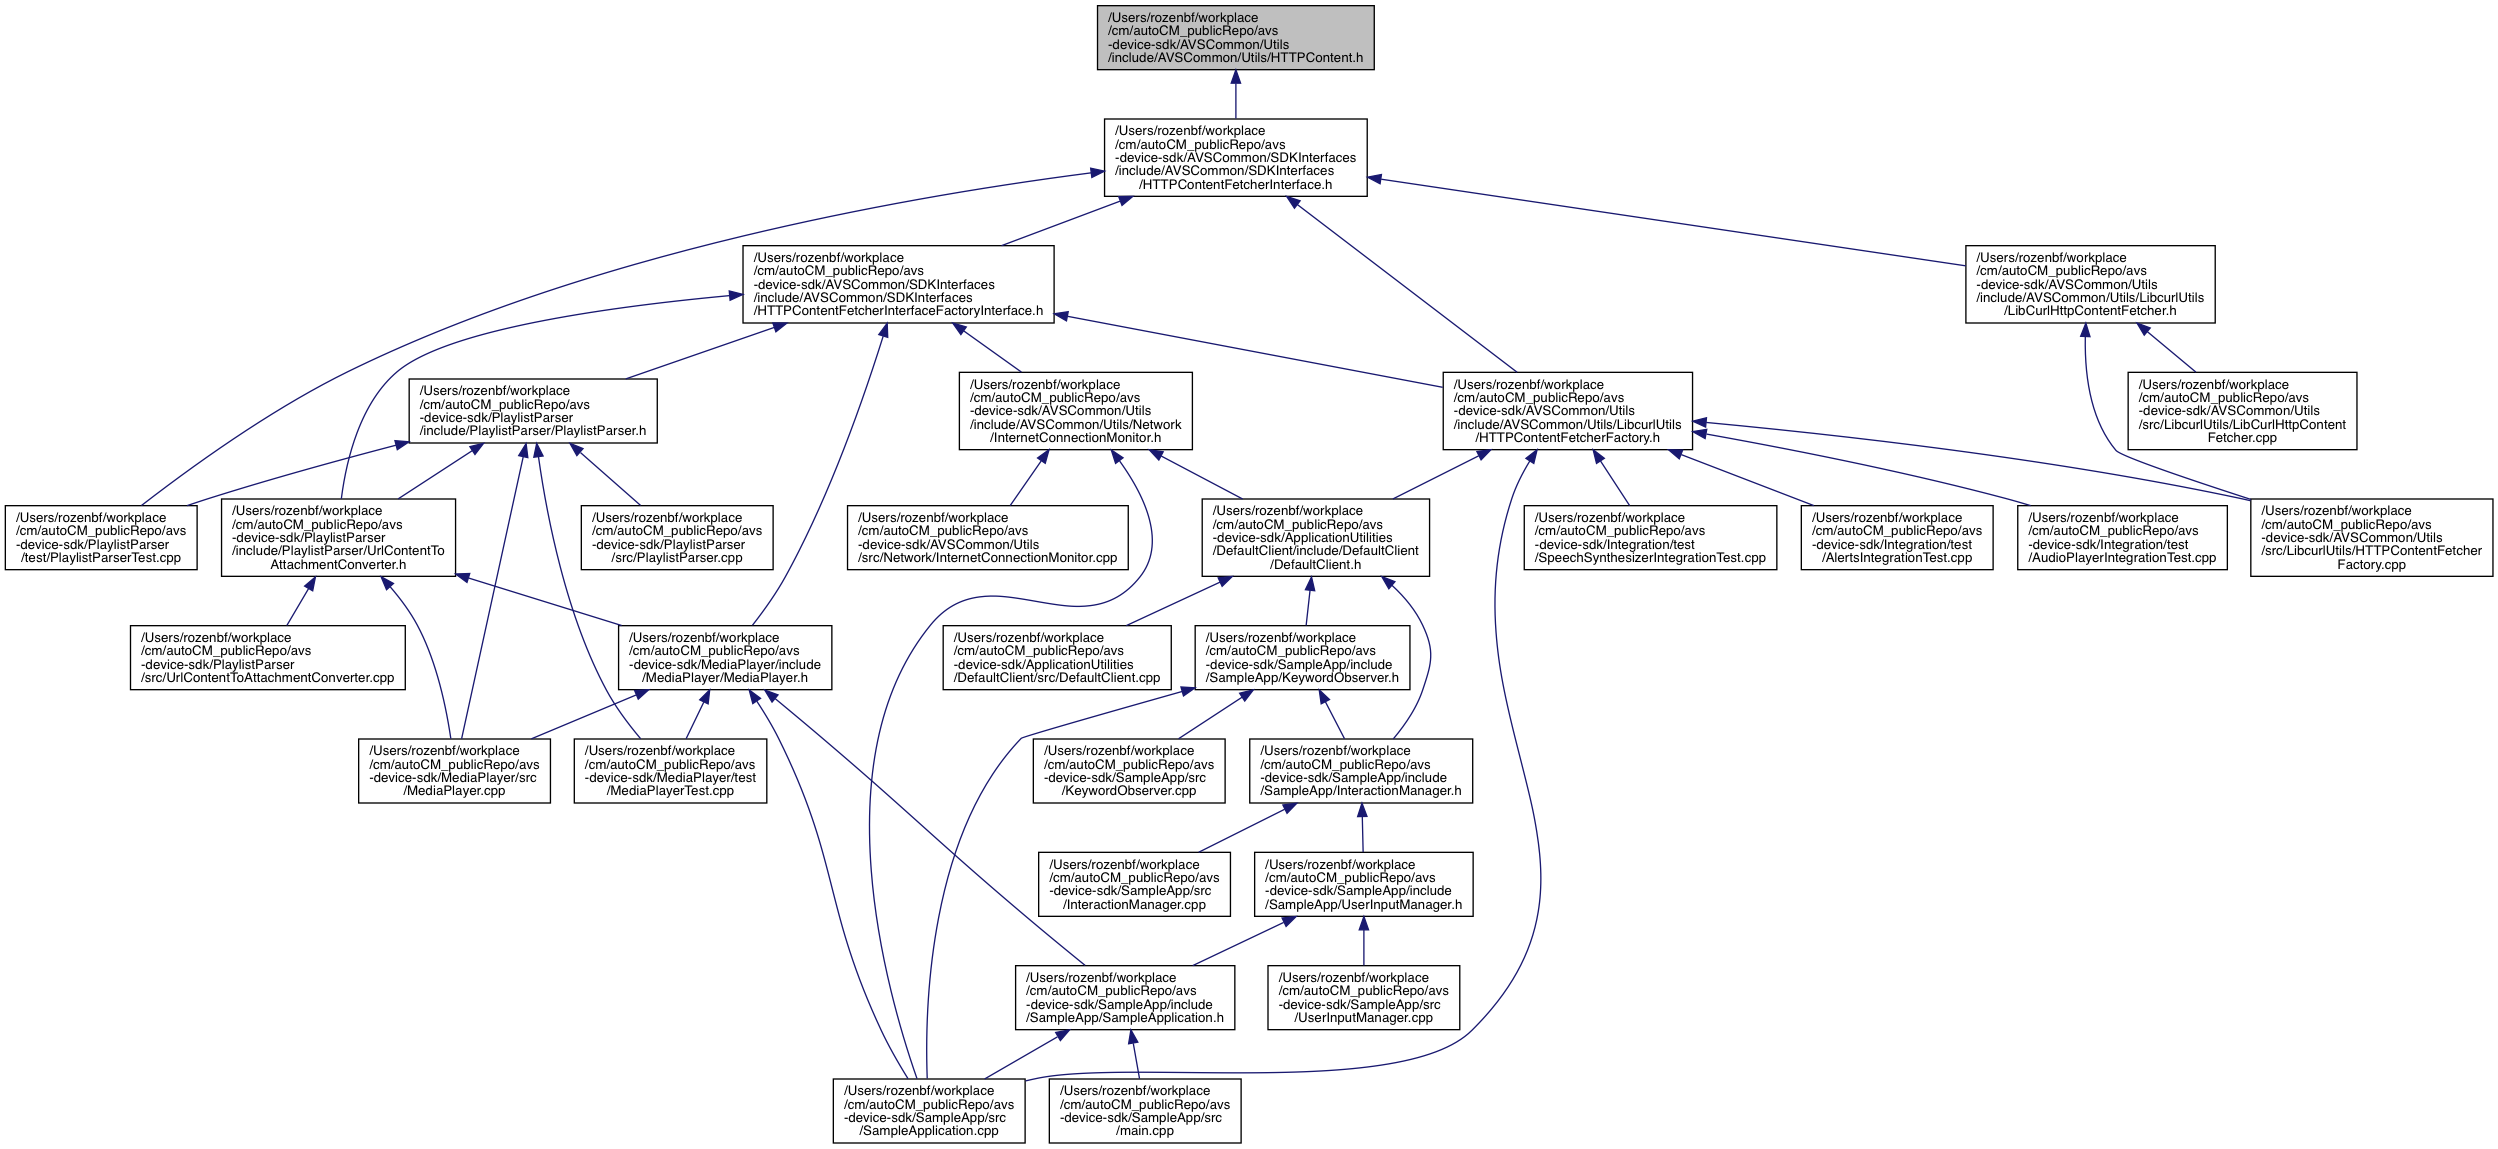 /Users/rozenbf/workplace
/cm/autoCM_publicRepo/avs
-device-sdk/AVSCommon/Utils
/include/AVSCommon/Utils/HTTPContent.h
/Users/rozenbf/workplace
/cm/autoCM_publicRepo/avs
-device-sdk/AVSCommon/SDKInterfaces
/include/AVSCommon/SDKInterfaces
/HTTPContentFetcherInterface.h
/Users/rozenbf/workplace
/cm/autoCM_publicRepo/avs
-device-sdk/AVSCommon/SDKInterfaces
/include/AVSCommon/SDKInterfaces
/HTTPContentFetcherInterfaceFactoryInterface.h
/Users/rozenbf/workplace
/cm/autoCM_publicRepo/avs
-device-sdk/AVSCommon/Utils
/include/AVSCommon/Utils/LibcurlUtils
/LibCurlHttpContentFetcher.h
/Users/rozenbf/workplace
/cm/autoCM_publicRepo/avs
-device-sdk/PlaylistParser
/include/PlaylistParser/PlaylistParser.h
/Users/rozenbf/workplace
/cm/autoCM_publicRepo/avs
-device-sdk/AVSCommon/Utils
/include/AVSCommon/Utils/Network
/InternetConnectionMonitor.h
/Users/rozenbf/workplace
/cm/autoCM_publicRepo/avs
-device-sdk/AVSCommon/Utils
/include/AVSCommon/Utils/LibcurlUtils
/HTTPContentFetcherFactory.h
/Users/rozenbf/workplace
/cm/autoCM_publicRepo/avs
-device-sdk/AVSCommon/Utils
/src/LibcurlUtils/LibCurlHttpContent
Fetcher.cpp
/Users/rozenbf/workplace
/cm/autoCM_publicRepo/avs
-device-sdk/PlaylistParser
/test/PlaylistParserTest.cpp
/Users/rozenbf/workplace
/cm/autoCM_publicRepo/avs
-device-sdk/PlaylistParser
/include/PlaylistParser/UrlContentTo
AttachmentConverter.h
/Users/rozenbf/workplace
/cm/autoCM_publicRepo/avs
-device-sdk/PlaylistParser
/src/PlaylistParser.cpp
/Users/rozenbf/workplace
/cm/autoCM_publicRepo/avs
-device-sdk/AVSCommon/Utils
/src/Network/InternetConnectionMonitor.cpp
/Users/rozenbf/workplace
/cm/autoCM_publicRepo/avs
-device-sdk/ApplicationUtilities
/DefaultClient/include/DefaultClient
/DefaultClient.h
/Users/rozenbf/workplace
/cm/autoCM_publicRepo/avs
-device-sdk/Integration/test
/SpeechSynthesizerIntegrationTest.cpp
/Users/rozenbf/workplace
/cm/autoCM_publicRepo/avs
-device-sdk/Integration/test
/AlertsIntegrationTest.cpp
/Users/rozenbf/workplace
/cm/autoCM_publicRepo/avs
-device-sdk/Integration/test
/AudioPlayerIntegrationTest.cpp
/Users/rozenbf/workplace
/cm/autoCM_publicRepo/avs
-device-sdk/AVSCommon/Utils
/src/LibcurlUtils/HTTPContentFetcher
Factory.cpp
/Users/rozenbf/workplace
/cm/autoCM_publicRepo/avs
-device-sdk/PlaylistParser
/src/UrlContentToAttachmentConverter.cpp
/Users/rozenbf/workplace
/cm/autoCM_publicRepo/avs
-device-sdk/MediaPlayer/include
/MediaPlayer/MediaPlayer.h
/Users/rozenbf/workplace
/cm/autoCM_publicRepo/avs
-device-sdk/ApplicationUtilities
/DefaultClient/src/DefaultClient.cpp
/Users/rozenbf/workplace
/cm/autoCM_publicRepo/avs
-device-sdk/SampleApp/include
/SampleApp/KeywordObserver.h
/Users/rozenbf/workplace
/cm/autoCM_publicRepo/avs
-device-sdk/MediaPlayer/src
/MediaPlayer.cpp
/Users/rozenbf/workplace
/cm/autoCM_publicRepo/avs
-device-sdk/MediaPlayer/test
/MediaPlayerTest.cpp
/Users/rozenbf/workplace
/cm/autoCM_publicRepo/avs
-device-sdk/SampleApp/src
/KeywordObserver.cpp
/Users/rozenbf/workplace
/cm/autoCM_publicRepo/avs
-device-sdk/SampleApp/include
/SampleApp/InteractionManager.h
/Users/rozenbf/workplace
/cm/autoCM_publicRepo/avs
-device-sdk/SampleApp/src
/InteractionManager.cpp
/Users/rozenbf/workplace
/cm/autoCM_publicRepo/avs
-device-sdk/SampleApp/include
/SampleApp/UserInputManager.h
/Users/rozenbf/workplace
/cm/autoCM_publicRepo/avs
-device-sdk/SampleApp/include
/SampleApp/SampleApplication.h
/Users/rozenbf/workplace
/cm/autoCM_publicRepo/avs
-device-sdk/SampleApp/src
/UserInputManager.cpp
/Users/rozenbf/workplace
/cm/autoCM_publicRepo/avs
-device-sdk/SampleApp/src
/SampleApplication.cpp
/Users/rozenbf/workplace
/cm/autoCM_publicRepo/avs
-device-sdk/SampleApp/src
/main.cpp